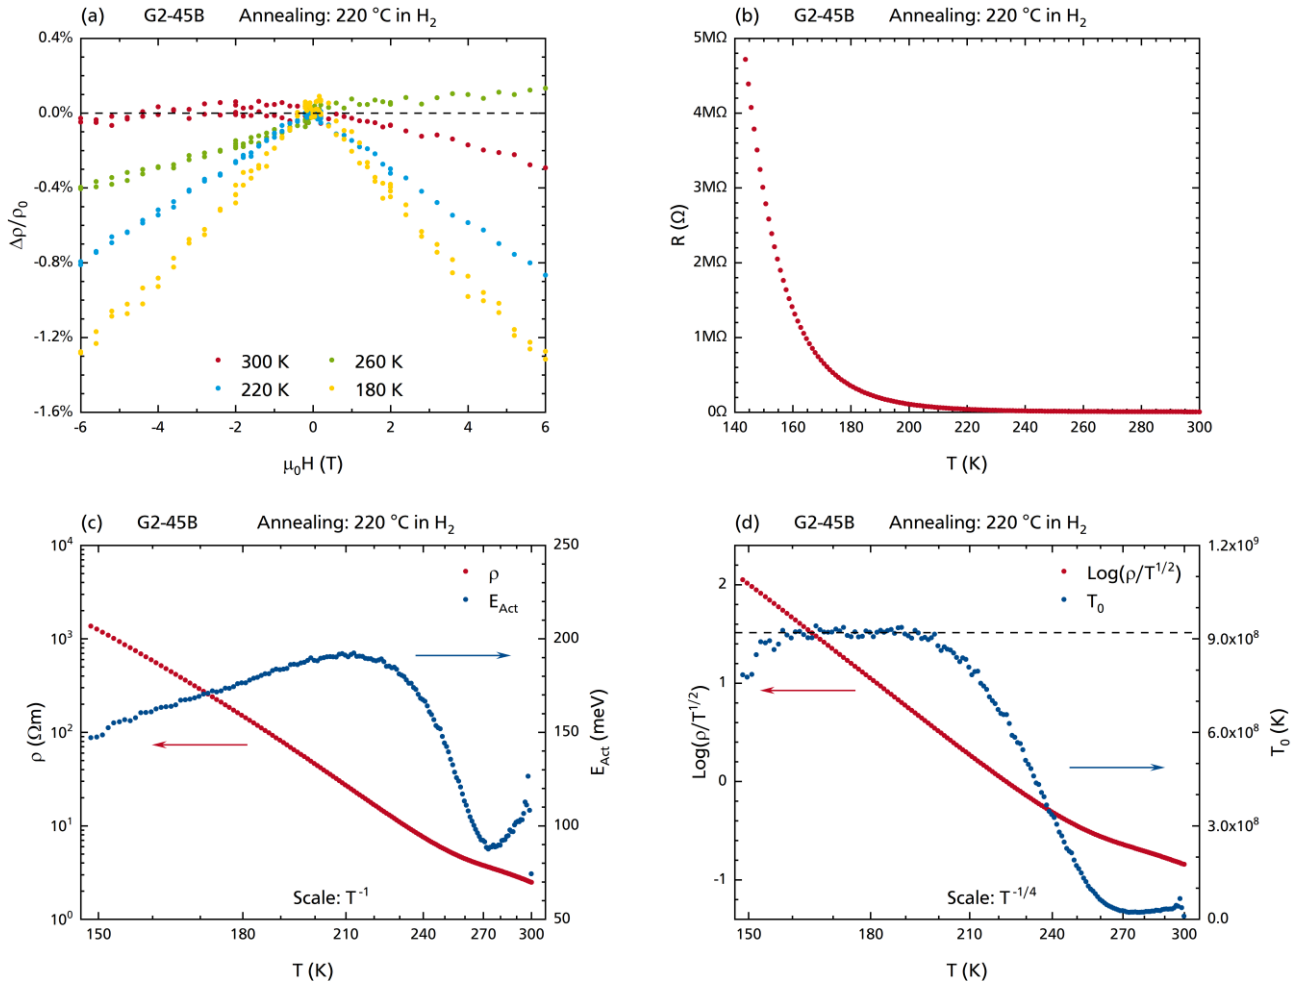 (a) G2-45B Annealing: 220 °C in H2
0.4%
0.0%
-0.4%
-0.8%
-1.2%
-1.6%
Δρ/ρ0
300 K 260 K
220 K 180 K
-6 -4 -2 0 2 4 6
μ0H (T)
(b) G2-45B Annealing: 220 °C in H2
5MΩ
4MΩ
3MΩ
2MΩ
1MΩ
0Ω
R (Ω)
140 160 180 200 220 240 260 280 300
T (K)
(c) G2-45B Annealing: 220 °C in H2
10^4
10^3
10^2
10^1
10^0
ρ (Ωm)
ρ
EAct
250
200
150
100
50
EAct (meV)
Scale: T^-1
150 180 210 240 270 300
T (K)
(d) G2-45B Annealing: 220 °C in H2
2
1
0
-1
Log(ρ/T^1/2)
Log(ρ/T^1/2)
T0
1.2x10^9
9.0x10^8
6.0x10^8
3.0x10^8
0.0
T0 (K)
Scale: T^-1/4
150 180 210 240 270 300
T (K)